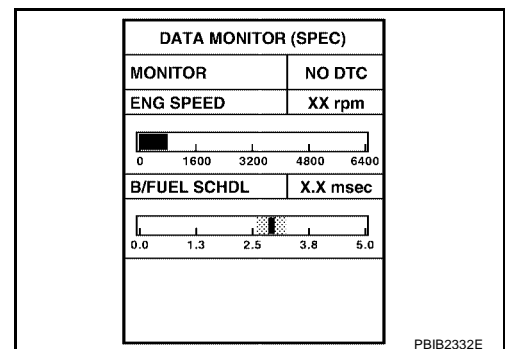 DATA MONITOR (SPEC)
MONITOR NO DTC
ENG SPEED XX rpm
0 1600 3200 4800 6400
B/FUEL SCHDL X.X msec
0.0 1.3 2.5 3.8 5.0
PBIB2332E